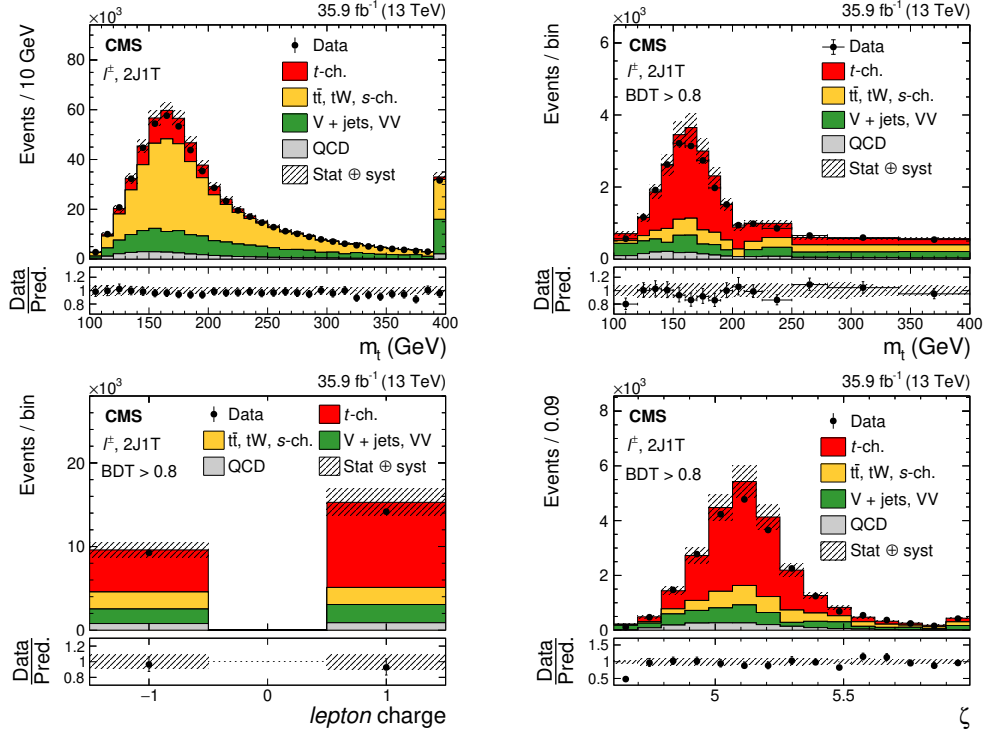 ×10³ 35.9 fb⁻¹ (13 TeV)
Events / 10 GeV
80
60
40
20
0
CMS
l±, 2J1T
Data
t-ch.
tt̄, tW, s-ch.
V + jets, VV
QCD
Stat ⊕ syst
Data
Pred.
1.2
1
0.8
100 150 200 250 300 350 400
mt (GeV)
×10³ 35.9 fb⁻¹ (13 TeV)
Events / bin
6
4
2
0
CMS
l±, 2J1T
BDT > 0.8
Data
t-ch.
tt̄, tW, s-ch.
V + jets, VV
QCD
Stat ⊕ syst
Data
Pred.
1.2
1
0.8
100 150 200 250 300 350 400
mt (GeV)
×10³ 35.9 fb⁻¹ (13 TeV)
Events / bin
20
10
0
CMS
l±, 2J1T
BDT > 0.8
Data t-ch.
tt̄, tW, s-ch. V + jets, VV
QCD Stat ⊕ syst
Data
Pred.
1.2
1
0.8
−1 0 1
lepton charge
×10³ 35.9 fb⁻¹ (13 TeV)
Events / 0.09
8
6
4
2
0
CMS
l±, 2J1T
BDT > 0.8
Data
t-ch.
tt̄, tW, s-ch.
V + jets, VV
QCD
Stat ⊕ syst
Data
Pred.
1.5
1
0.5
5 5.5
ζ